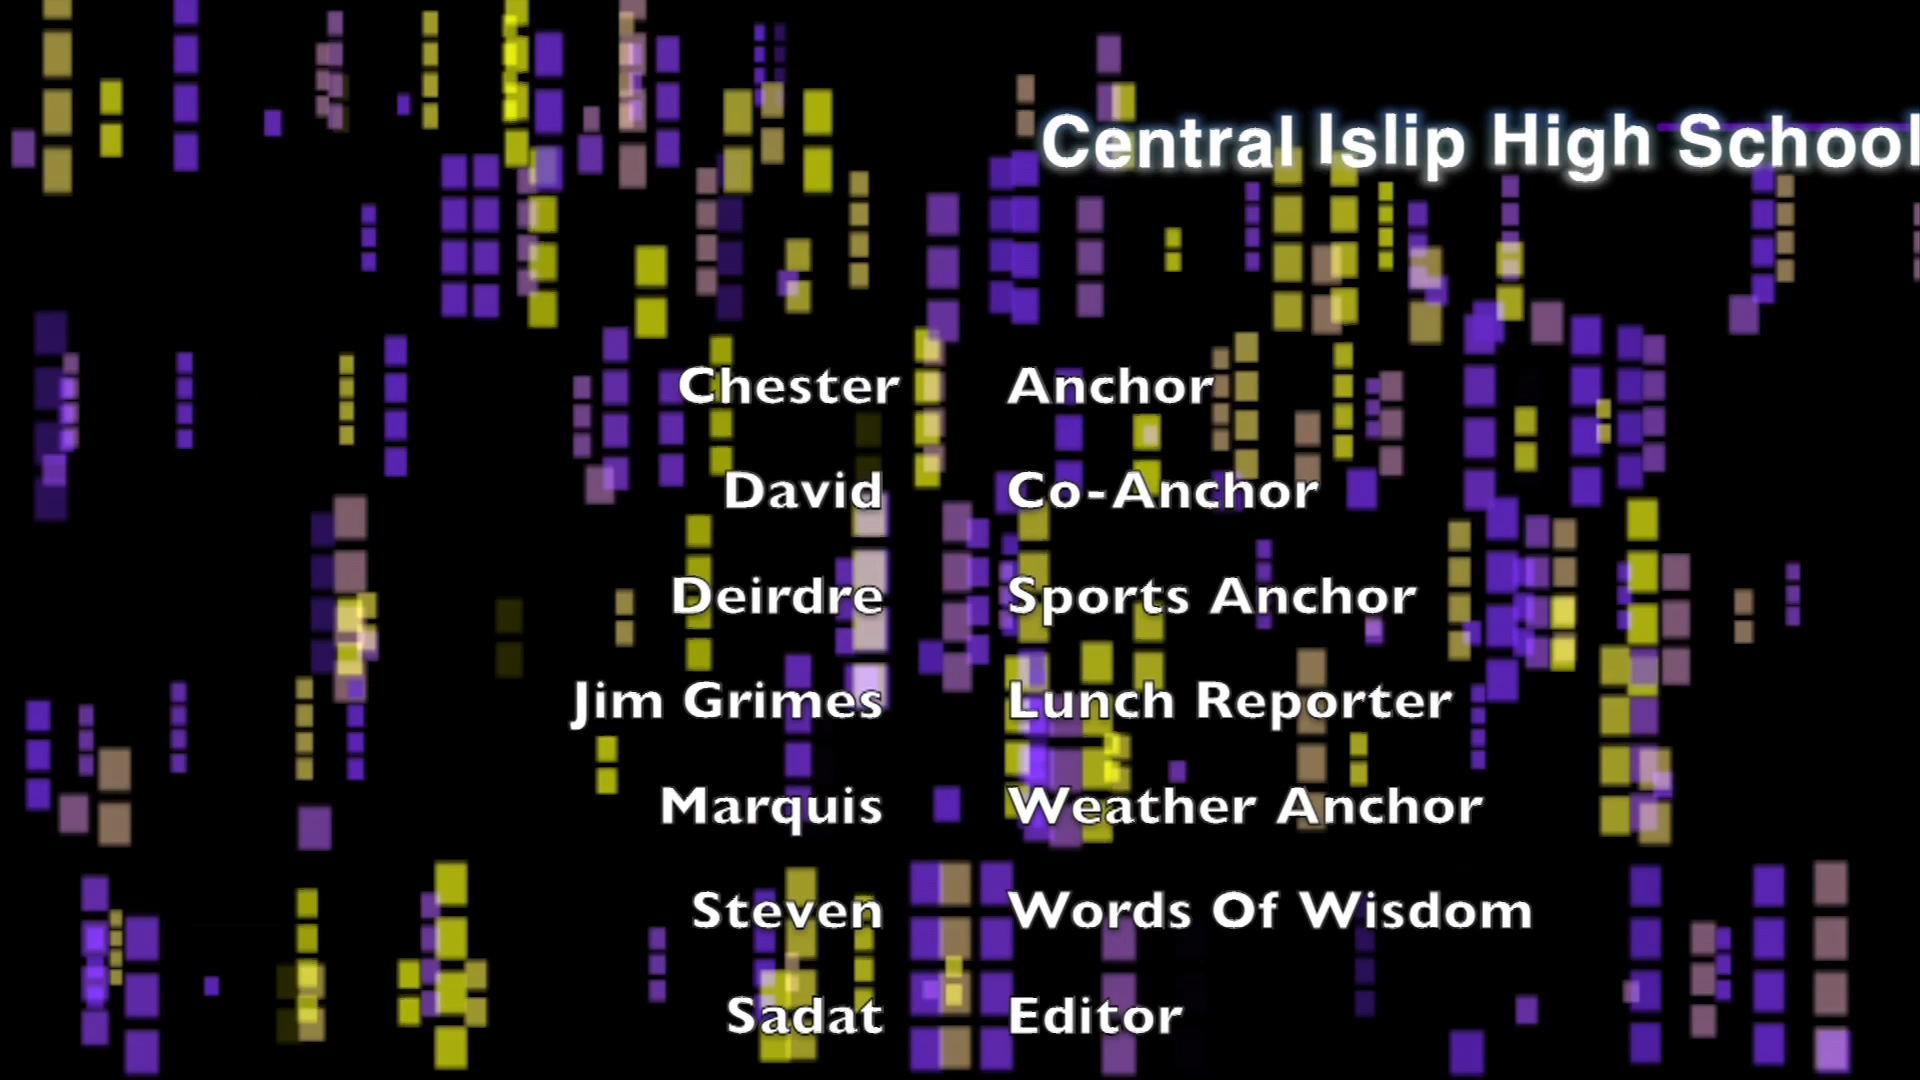 Central Islip High School
Chester Anchor
David Co-Anchor
Deirdre Sports Anchor
Jim Grimes Lunch Reporter
Marquis Weather Anchor
Steven Words Of Wisdom
Sadat Editor